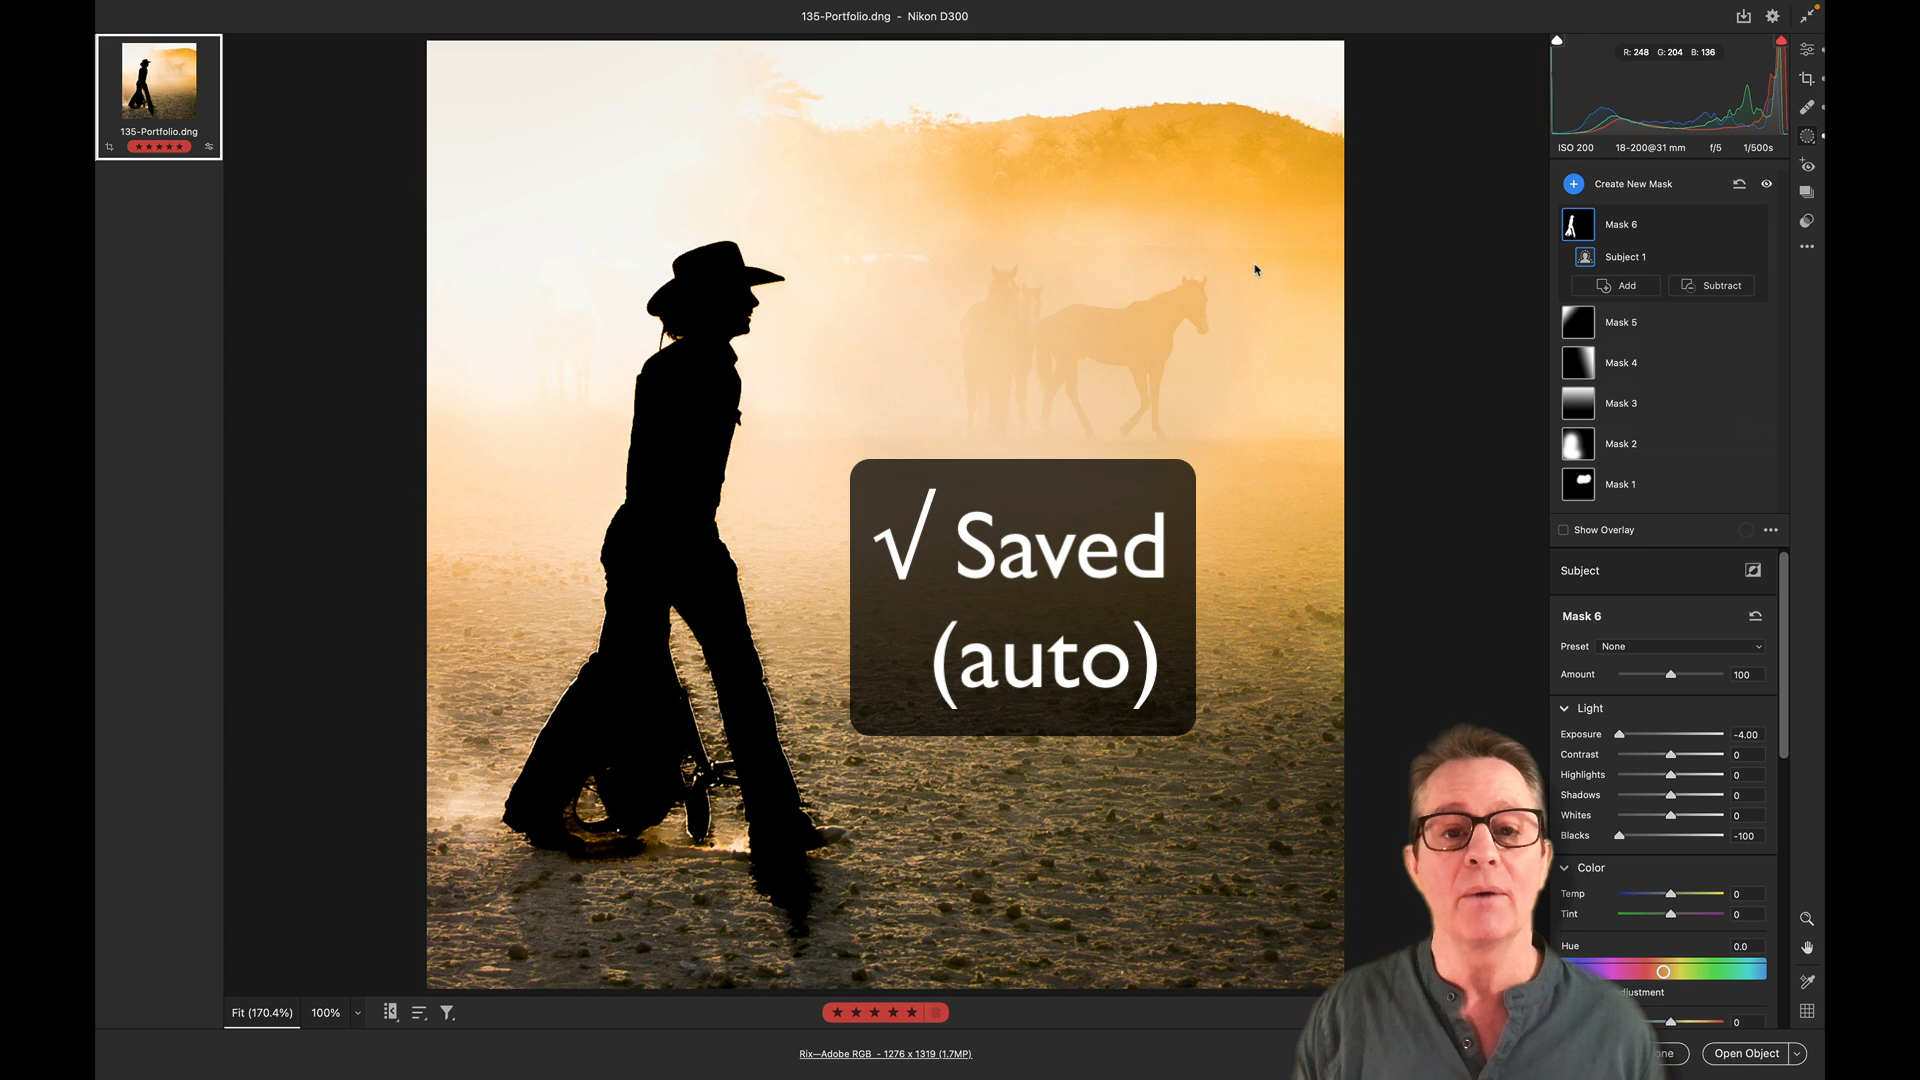 135-Portfolio.dng - Nikon D300
135-Portfolio.dng
R: 248 G: 204 B: 136
ISO 200 18-200@31 mm f/5 1/500s
Create New Mask
Mask 6
Subject 1
Add Subtract
Mask 5
Mask 4
Mask 3
Mask 2
Mask 1
Show Overlay
Subject
Mask 6
Preset None
Amount 100
Light
Exposure -4.00
Contrast 0
Highlights 0
Shadows 0
Whites 0
Blacks -100
Color
Temp 0
Tint 0
Hue 0.0
djustment
0
√ Saved
(auto)
Fit (170.4%) 100%
Rix—Adobe RGB - 1276 x 1319 (1.7MP)
one Open Object